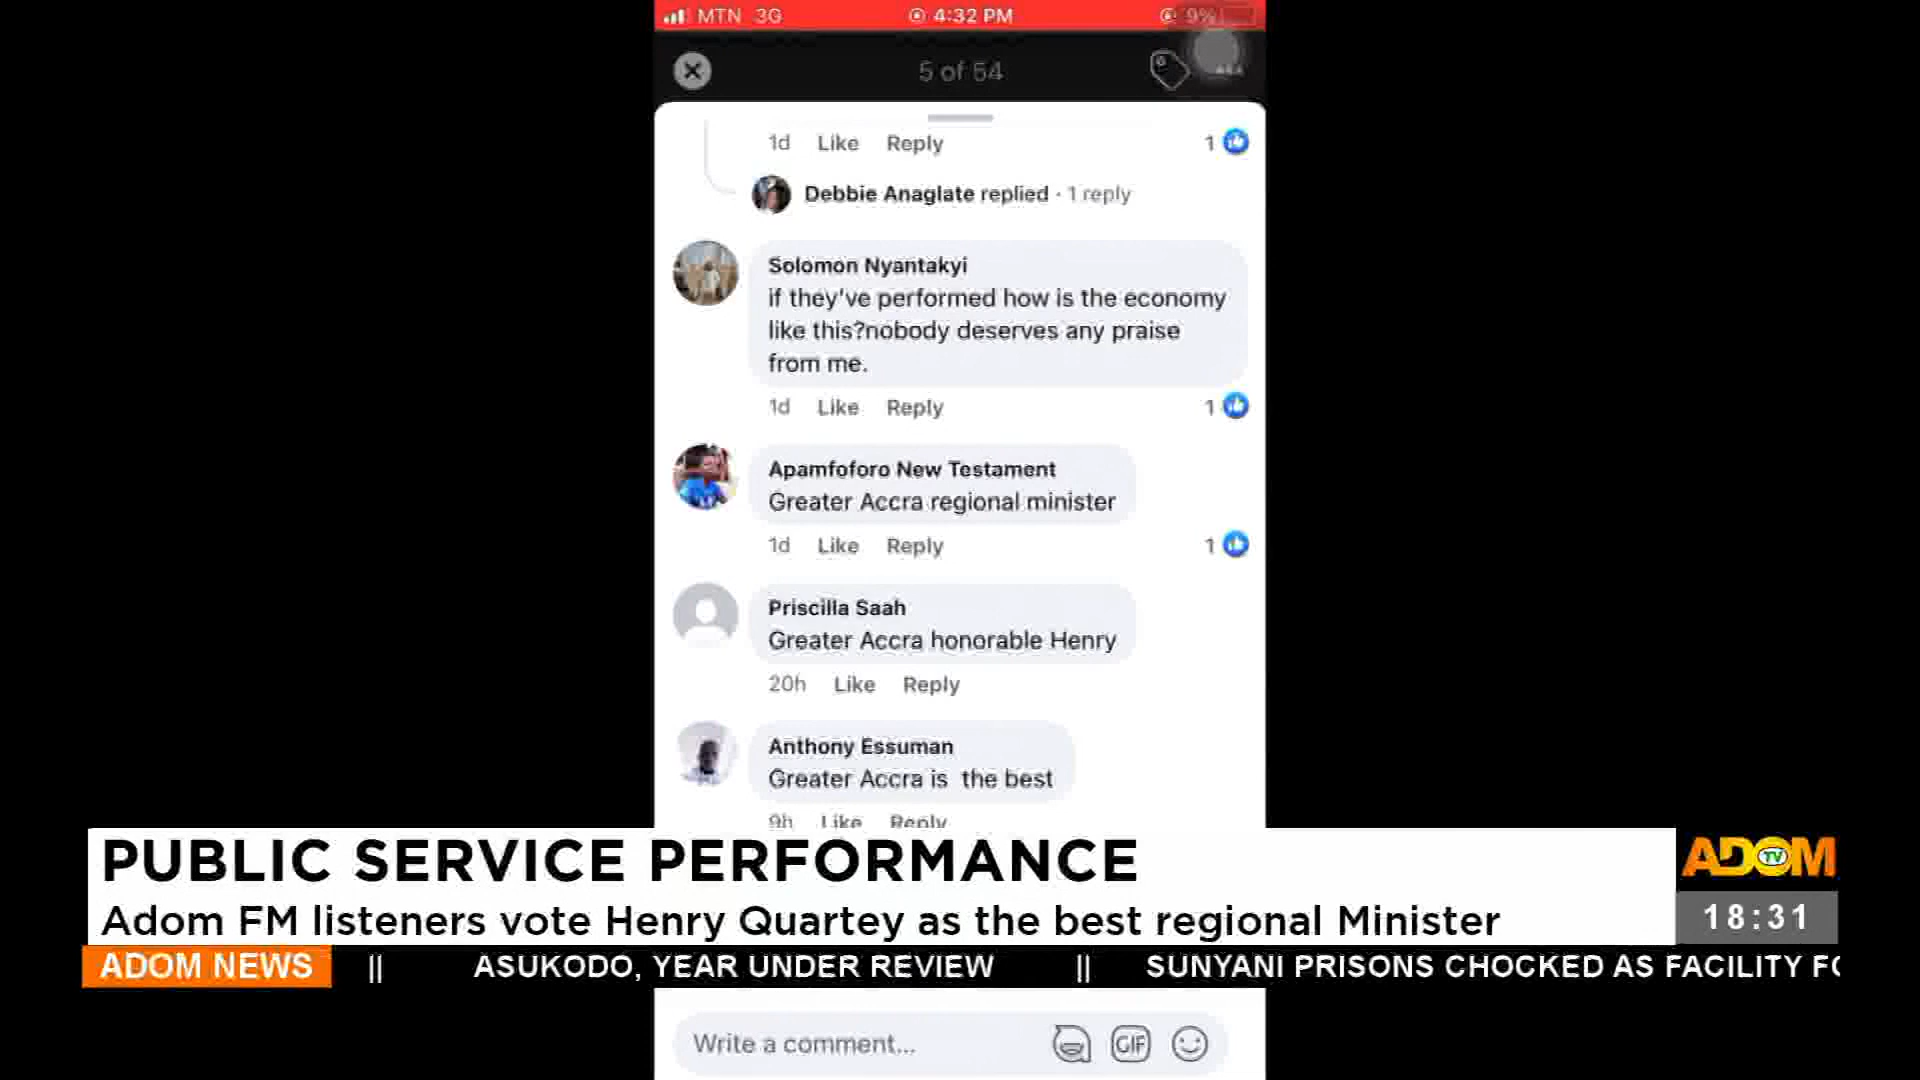 MTN 3G
4:32 PM
9%
5 of 54
1d Like Reply 1
Debbie Anaglate replied · 1 reply
Solomon Nyantakyi
if they've performed how is the economy
like this?nobody deserves any praise
from me.
1d Like Reply 1
Apamfoforo New Testament
Greater Accra regional minister
1d Like Reply 1
Priscilla Saah
Greater Accra honorable Henry
20h Like Reply
Anthony Essuman
Greater Accra is the best
9h Like Reply
PUBLIC SERVICE PERFORMANCE
Adom FM listeners vote Henry Quartey as the best regional Minister
ADOM TV
18:31
ADOM NEWS || ASUKODO, YEAR UNDER REVIEW || SUNYANI PRISONS CHOCKED AS FACILITY
Write a comment...
GIF